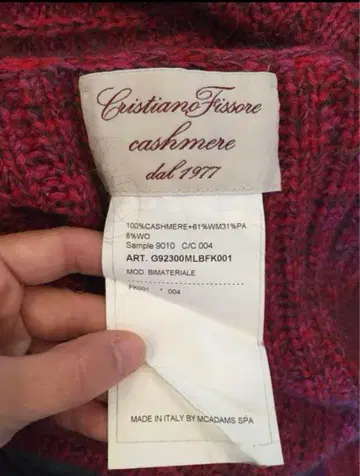 Cristiano Fissore
cashmere
dal 1977
100%CASHMERE+61%WM31%PA
8%WO
Sample 9010 C/C 004
ART. G92300MLBFK001
MOD. BIMATERIALE
FK001 - 004
MADE IN ITALY BY MCADAMS SPA